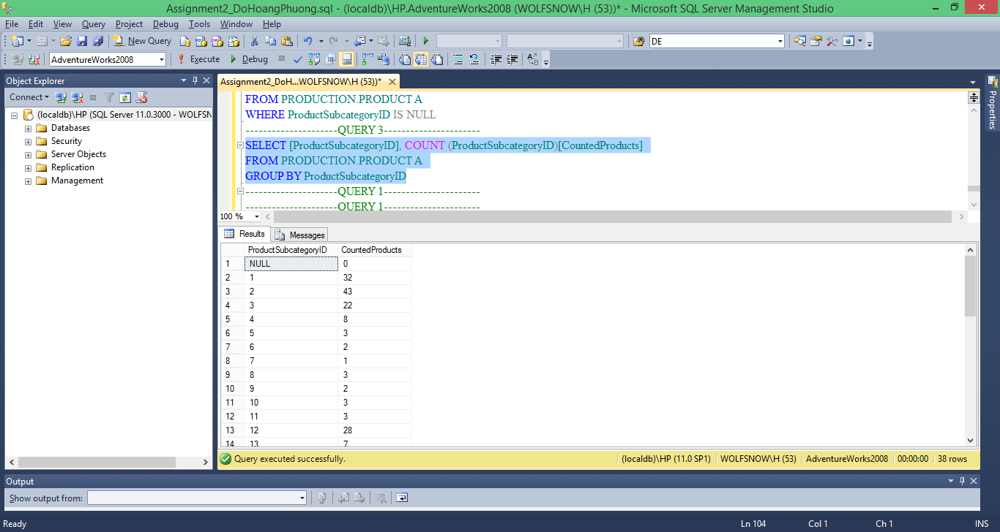 Assignment2_DoHoangPhuong.sql - (localdb)\HP.AdventureWorks2008 (WOLFSNOW\H (53))* - Microsoft SQL Server Management Studio
File Edit View Query Project Debug Tools Window Help
New Query DE
AdventureWorks2008 Execute Debug
Object Explorer
Connect
(localdb)\HP (SQL Server 11.0.3000 - WOLFSN
Databases
Security
Server Objects
Replication
Management
Assignment2_DoH...WOLFSNOW\H (53))*
FROM PRODUCTION.PRODUCT A
WHERE ProductSubcategoryID IS NULL
---------------------QUERY 3----------------------
SELECT [ProductSubcategoryID], COUNT (ProductSubcategoryID)[CountedProducts]
FROM PRODUCTION.PRODUCT A
GROUP BY ProductSubcategoryID
---------------------QUERY 1----------------------
---------------------QUERY 1----------------------
100 %
Results Messages
ProductSubcategoryID CountedProducts
1 NULL 0
2 1 32
3 2 43
4 3 22
5 4 8
6 5 3
7 6 2
8 7 1
9 8 3
10 9 2
11 10 3
12 11 3
13 12 28
14 13 7
Query executed successfully. (localdb)\HP (11.0 SP1) WOLFSNOW\H (53) AdventureWorks2008 00:00:00 38 rows
Properties
Output
Show output from:
Ready Ln 104 Col 1 Ch 1 INS